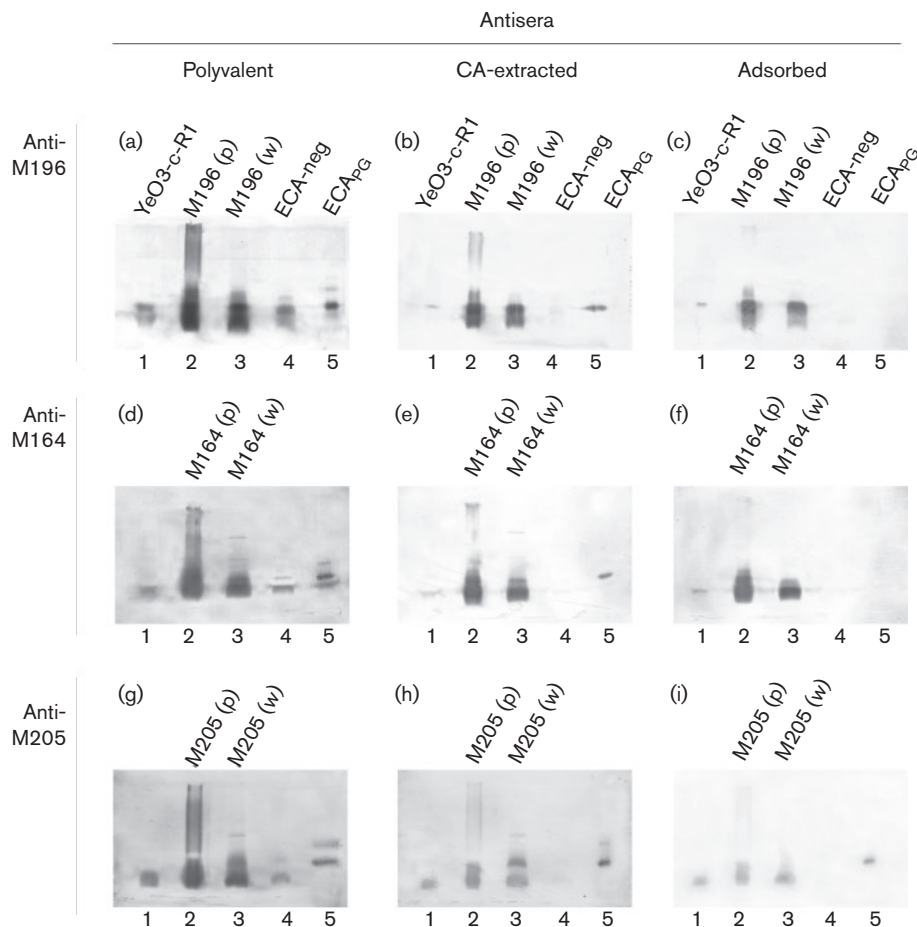 Antisera
Polyvalent CA-extracted Adsorbed
Anti-
M196
(a) YeO3-c-R1 M196 (p) M196 (w) ECA-neg ECAPG
(b) YeO3-c-R1 M196 (p) M196 (w) ECA-neg ECAPG
(c) YeO3-c-R1 M196 (p) M196 (w) ECA-neg ECAPG
1 2 3 4 5 1 2 3 4 5 1 2 3 4 5
Anti-
M164
(d) M164 (p) M164 (w)
(e) M164 (p) M164 (w)
(f) M164 (p) M164 (w)
1 2 3 4 5 1 2 3 4 5 1 2 3 4 5
Anti-
M205
(g) M205 (p) M205 (w)
(h) M205 (p) M205 (w)
(i) M205 (p) M205 (w)
1 2 3 4 5 1 2 3 4 5 1 2 3 4 5